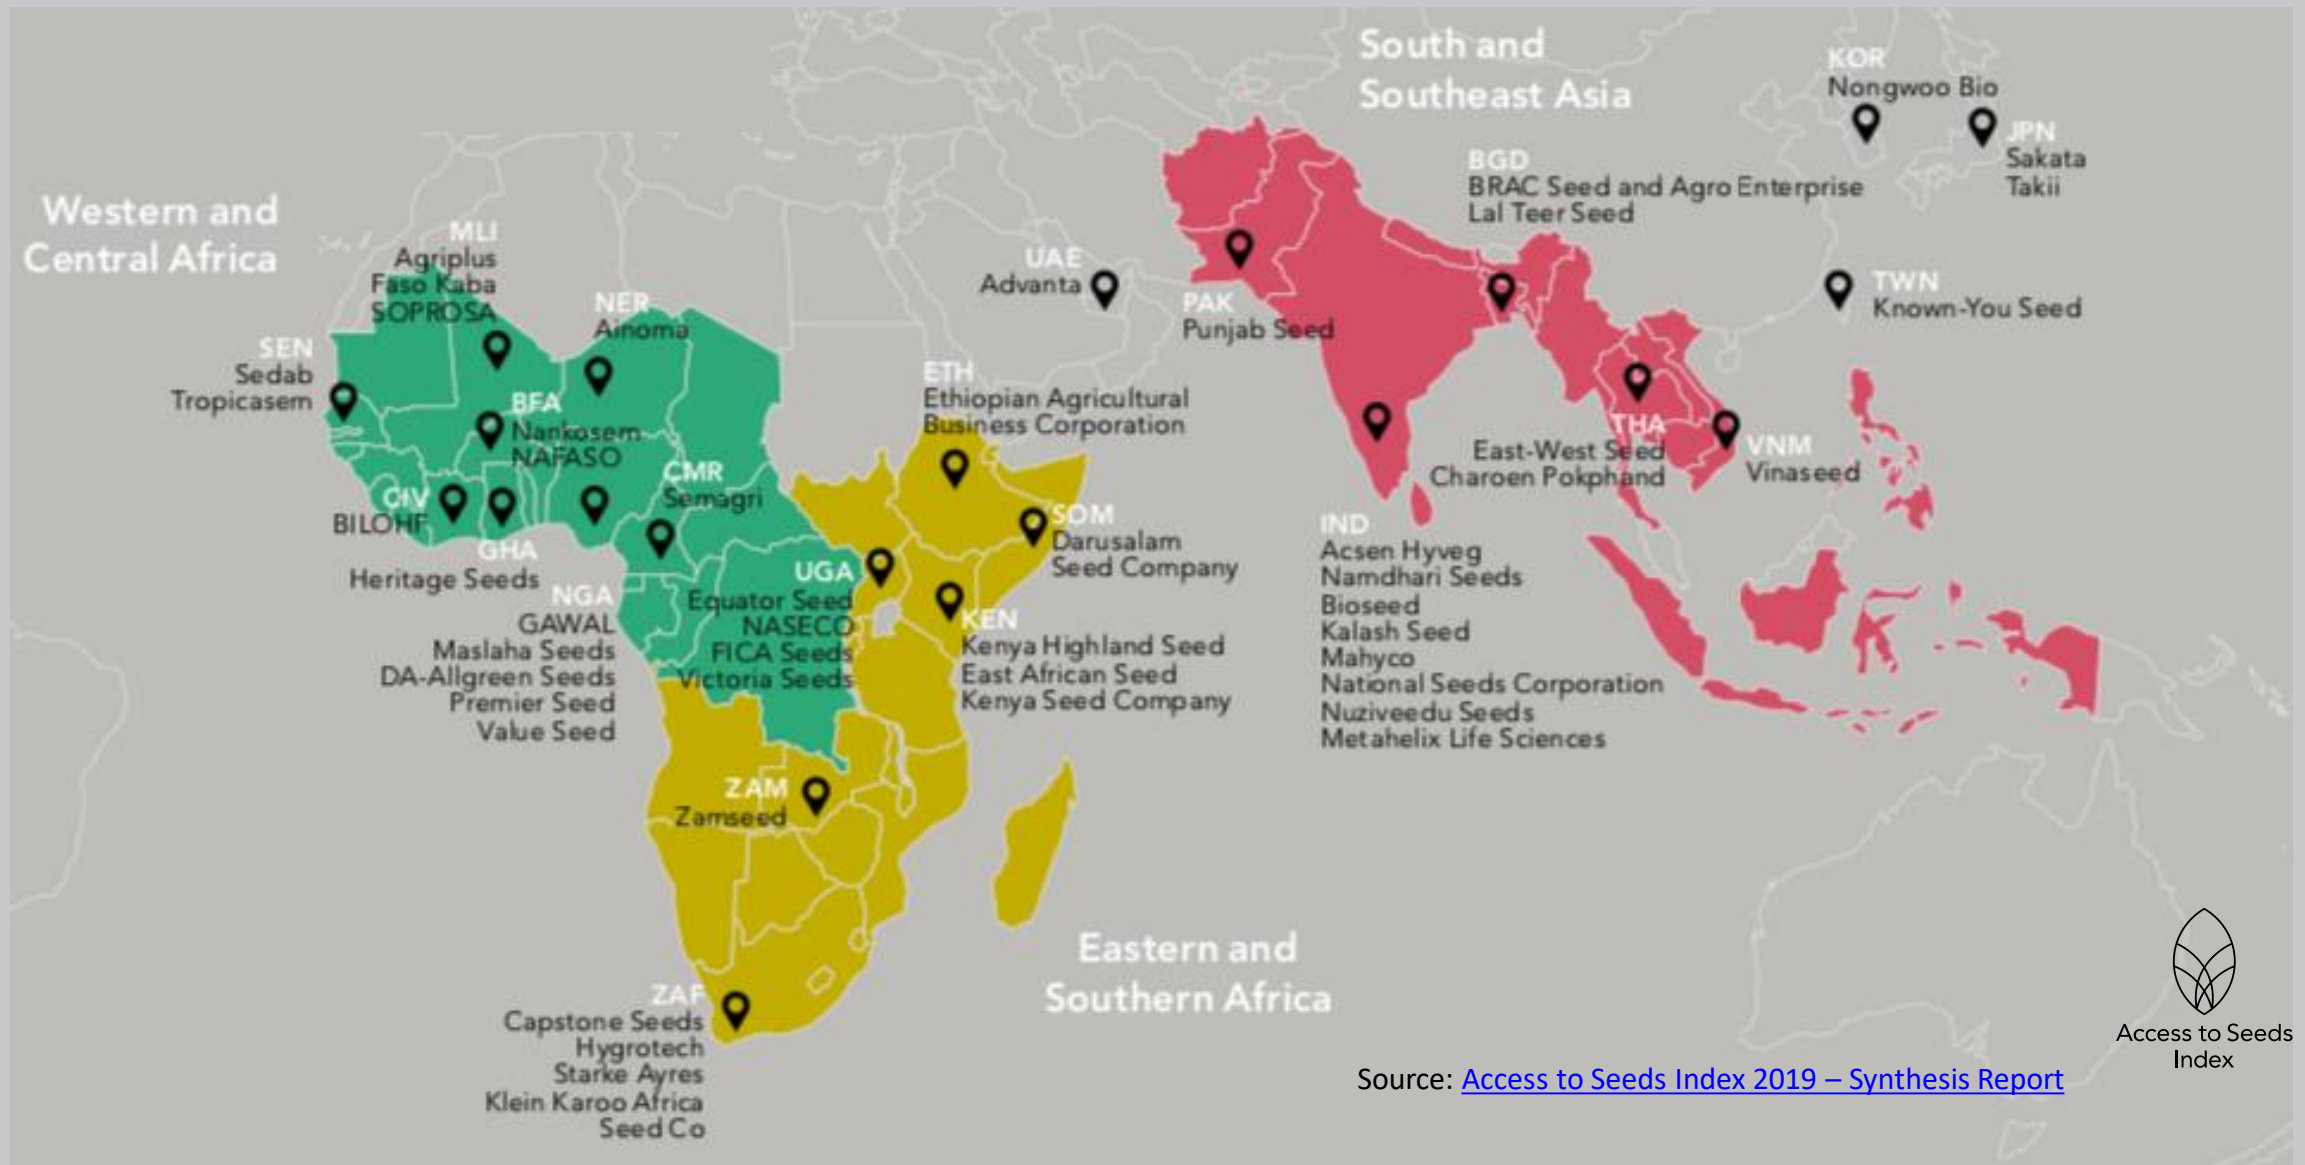 South and
Southeast Asia
KOR
Nongwoo Bio
JPN
Sakata
Takii
BGD
BRAC Seed and Agro Enterprise
Lal Teer Seed
Western and
Central Africa
MLI
Agriplus
Faso Kaba
SOPROSA
NER
Ainoma
UAE
Advanta
PAK
Punjab Seed
TWN
Known-You Seed
SEN
Sedab
Tropicasem
BFA
Nankosem
NAFASO
ETH
Ethiopian Agricultural
Business Corporation
THA
East-West Seed
Charoen Pokphand
VNM
Vinaseed
CMR
Semagri
CIV
BILOHF
GHA
Heritage Seeds
SOM
Darusalam
Seed Company
IND
Acsen Hyveg
Namdhari Seeds
Bioseed
Kalash Seed
Mahyco
National Seeds Corporation
Nuziveedu Seeds
Metahelix Life Sciences
NGA
GAWAL
Maslaha Seeds
DA-Allgreen Seeds
Premier Seed
Value Seed
UGA
Equator Seed
NASECO
FICA Seeds
Victoria Seeds
KEN
Kenya Highland Seed
East African Seed
Kenya Seed Company
ZAM
Zamseed
Eastern and
Southern Africa
ZAF
Capstone Seeds
Hygrotech
Starke Ayres
Klein Karoo Africa
Seed Co
Access to Seeds
Index
Source: Access to Seeds Index 2019 – Synthesis Report